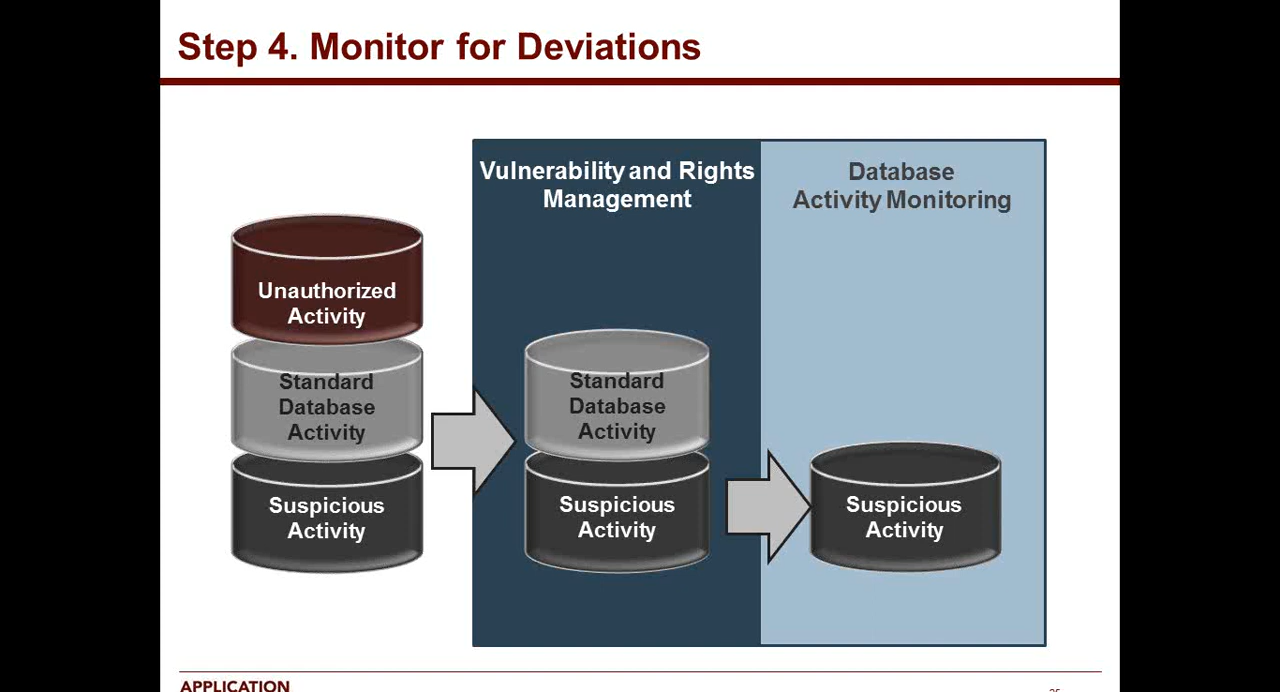 Step 4. Monitor for Deviations
Vulnerability and Rights
Management
Database
Activity Monitoring
Unauthorized
Activity
Standard
Database
Activity
Suspicious
Activity
Standard
Database
Activity
Suspicious
Activity
Suspicious
Activity
APPLICATION